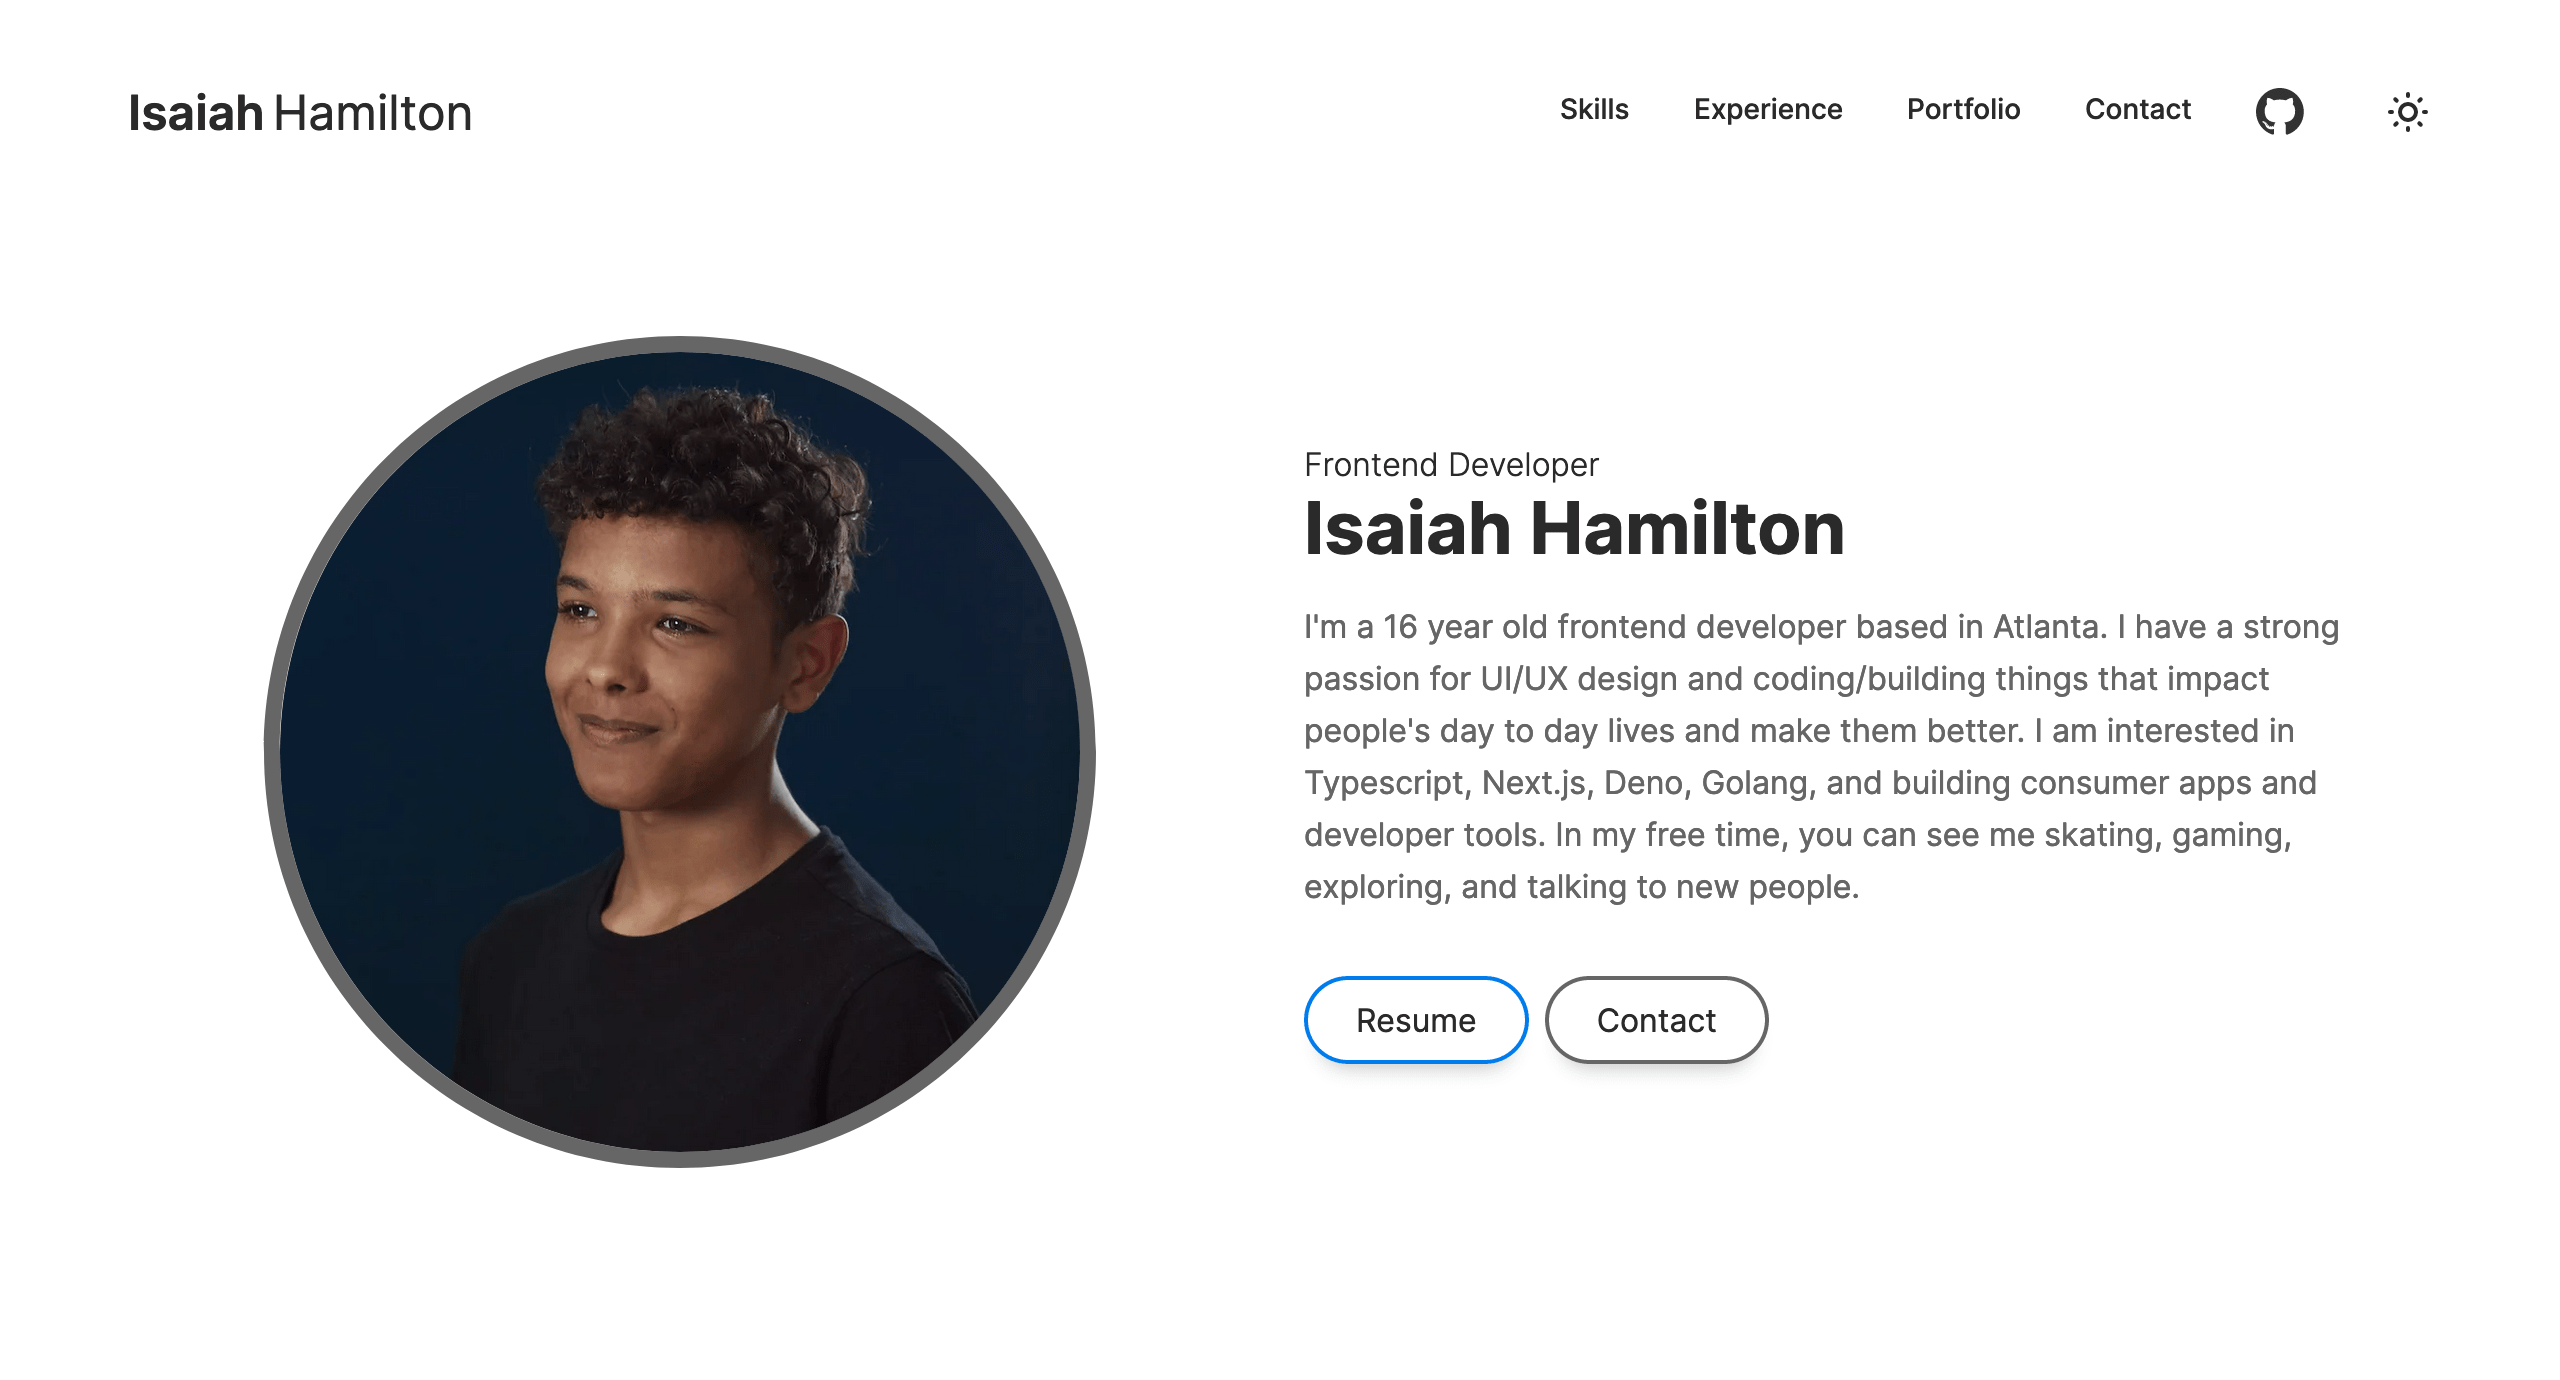 Isaiah Hamilton
Skills
Experience
Portfolio
Contact
Frontend Developer
Isaiah Hamilton
I'm a 16 year old frontend developer based in Atlanta. I have a strong
passion for UI/UX design and coding/building things that impact
people's day to day lives and make them better. I am interested in
Typescript, Next.js, Deno, Golang, and building consumer apps and
developer tools. In my free time, you can see me skating, gaming,
exploring, and talking to new people.
Resume
Contact